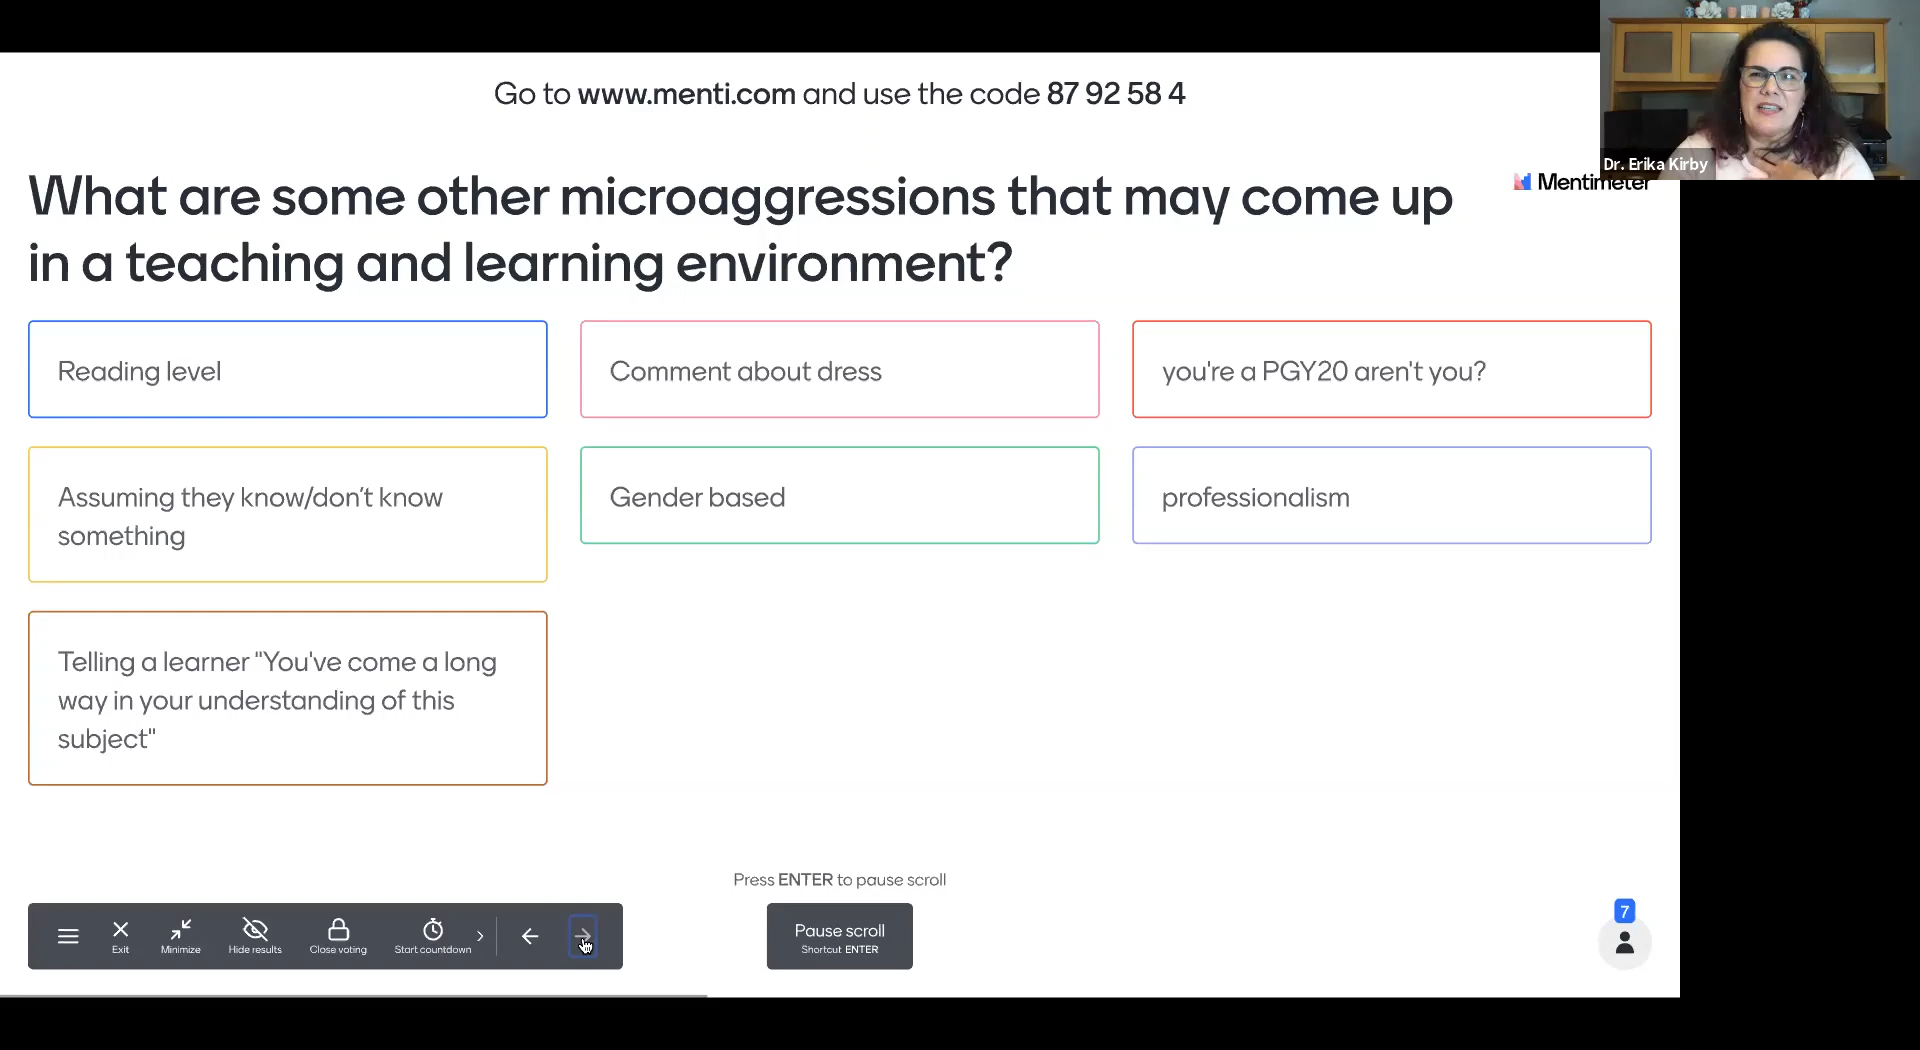 Go to www.menti.com and use the code 87 92 58 4
Dr. Erika Kirby
Mentimeter
What are some other microaggressions that may come up
in a teaching and learning environment?
Reading level
Comment about dress
you're a PGY20 aren't you?
Assuming they know/don’t know
something
Gender based
professionalism
Telling a learner "You've come a long
way in your understanding of this
subject"
Press ENTER to pause scroll
Exit
Minimize
Hide results
Close voting
Start countdown
Pause scroll
Shortcut ENTER
7